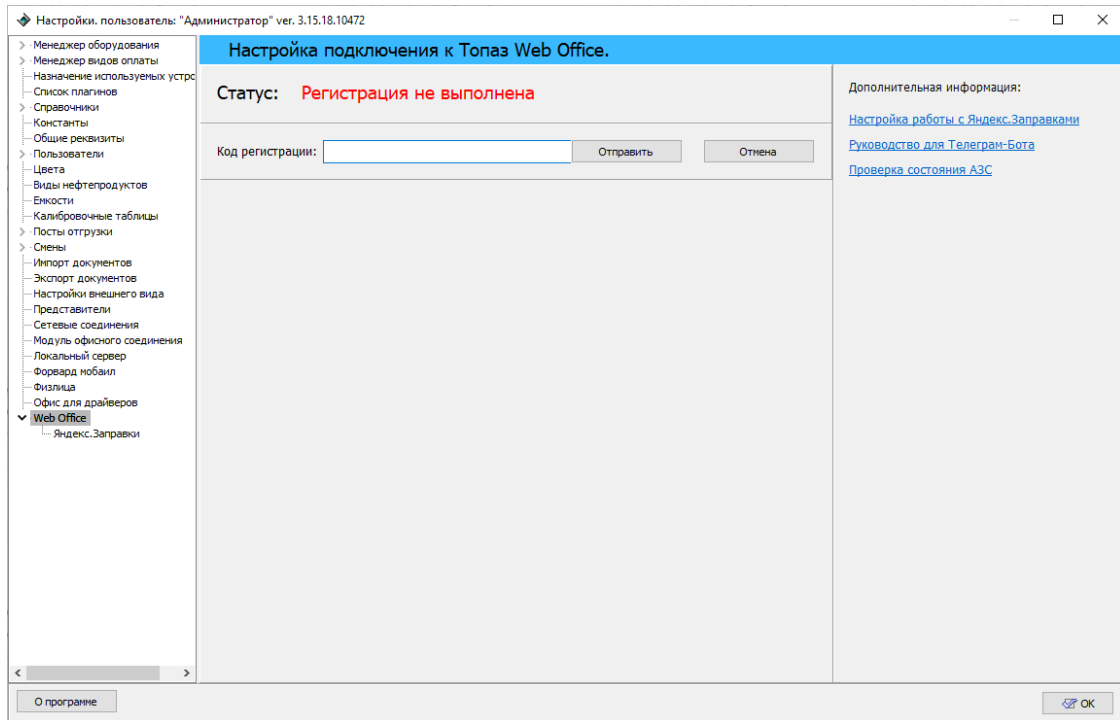 Настройки. пользователь: "Администратор" ver. 3.15.18.10472
Менеджер оборудования
Менеджер видов оплаты
Назначение используемых устро
Список плагинов
Справочники
Константы
Общие реквизиты
Пользователи
Цвета
Виды нефтепродуктов
Емкости
Калибровочные таблицы
Посты отгрузки
Смены
Импорт документов
Экспорт документов
Настройки внешнего вида
Представители
Сетевые соединения
Модуль офисного соединения
Локальный сервер
Форвард мобаил
Физлица
Офис для драйверов
Web Office
Яндекс.Заправки
Настройка подключения к Топаз Web Office.
Статус: Регистрация не выполнена
Код регистрации: Отправить Отмена
Дополнительная информация:
Настройка работы с Яндекс.Заправками
Руководство для Телеграм-Бота
Проверка состояния АЗС
О программе
OK